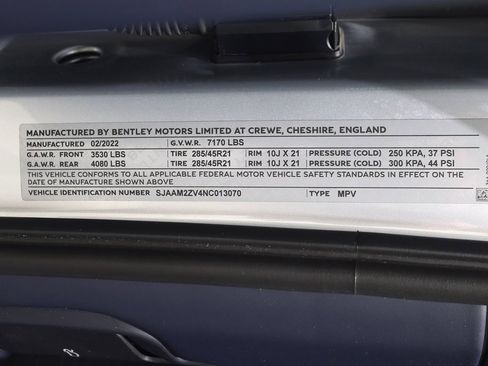 MANUFACTURED BY BENTLEY MOTORS LIMITED AT CREWE, CHESHIRE, ENGLAND
MANUFACTURED 02/2022 G.V.W.R. 7170 LBS
G.A.W.R. FRONT 3530 LBS TIRE 285/45R21 RIM 10J X 21 PRESSURE (COLD) 250 KPA, 37 PSI
G.A.W.R. REAR 4080 LBS TIRE 285/45R21 RIM 10J X 21 PRESSURE (COLD) 300 KPA, 44 PSI
THIS VEHICLE CONFORMS TO ALL APPLICABLE FEDERAL MOTOR VEHICLE SAFETY STANDARDS IN EFFECT ON THE
DATE OF MANUFACTURE SHOWN ABOVE
VEHICLE IDENTIFICATION NUMBER SJAAM2ZV4NC013070 TYPE MPV